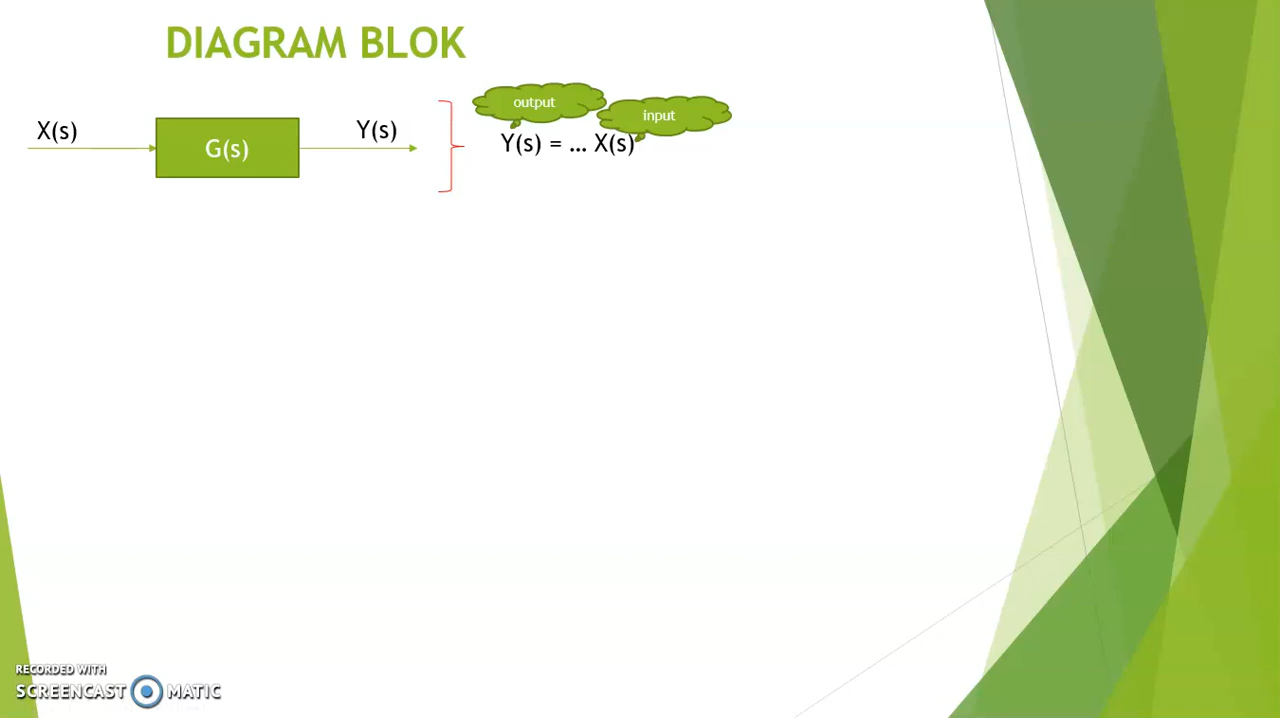 DIAGRAM BLOK
X(s)
G(s)
Y(s)
output
input
Y(s) = ... X(s)
RECORDED WITH
SCREENCAST MATIC